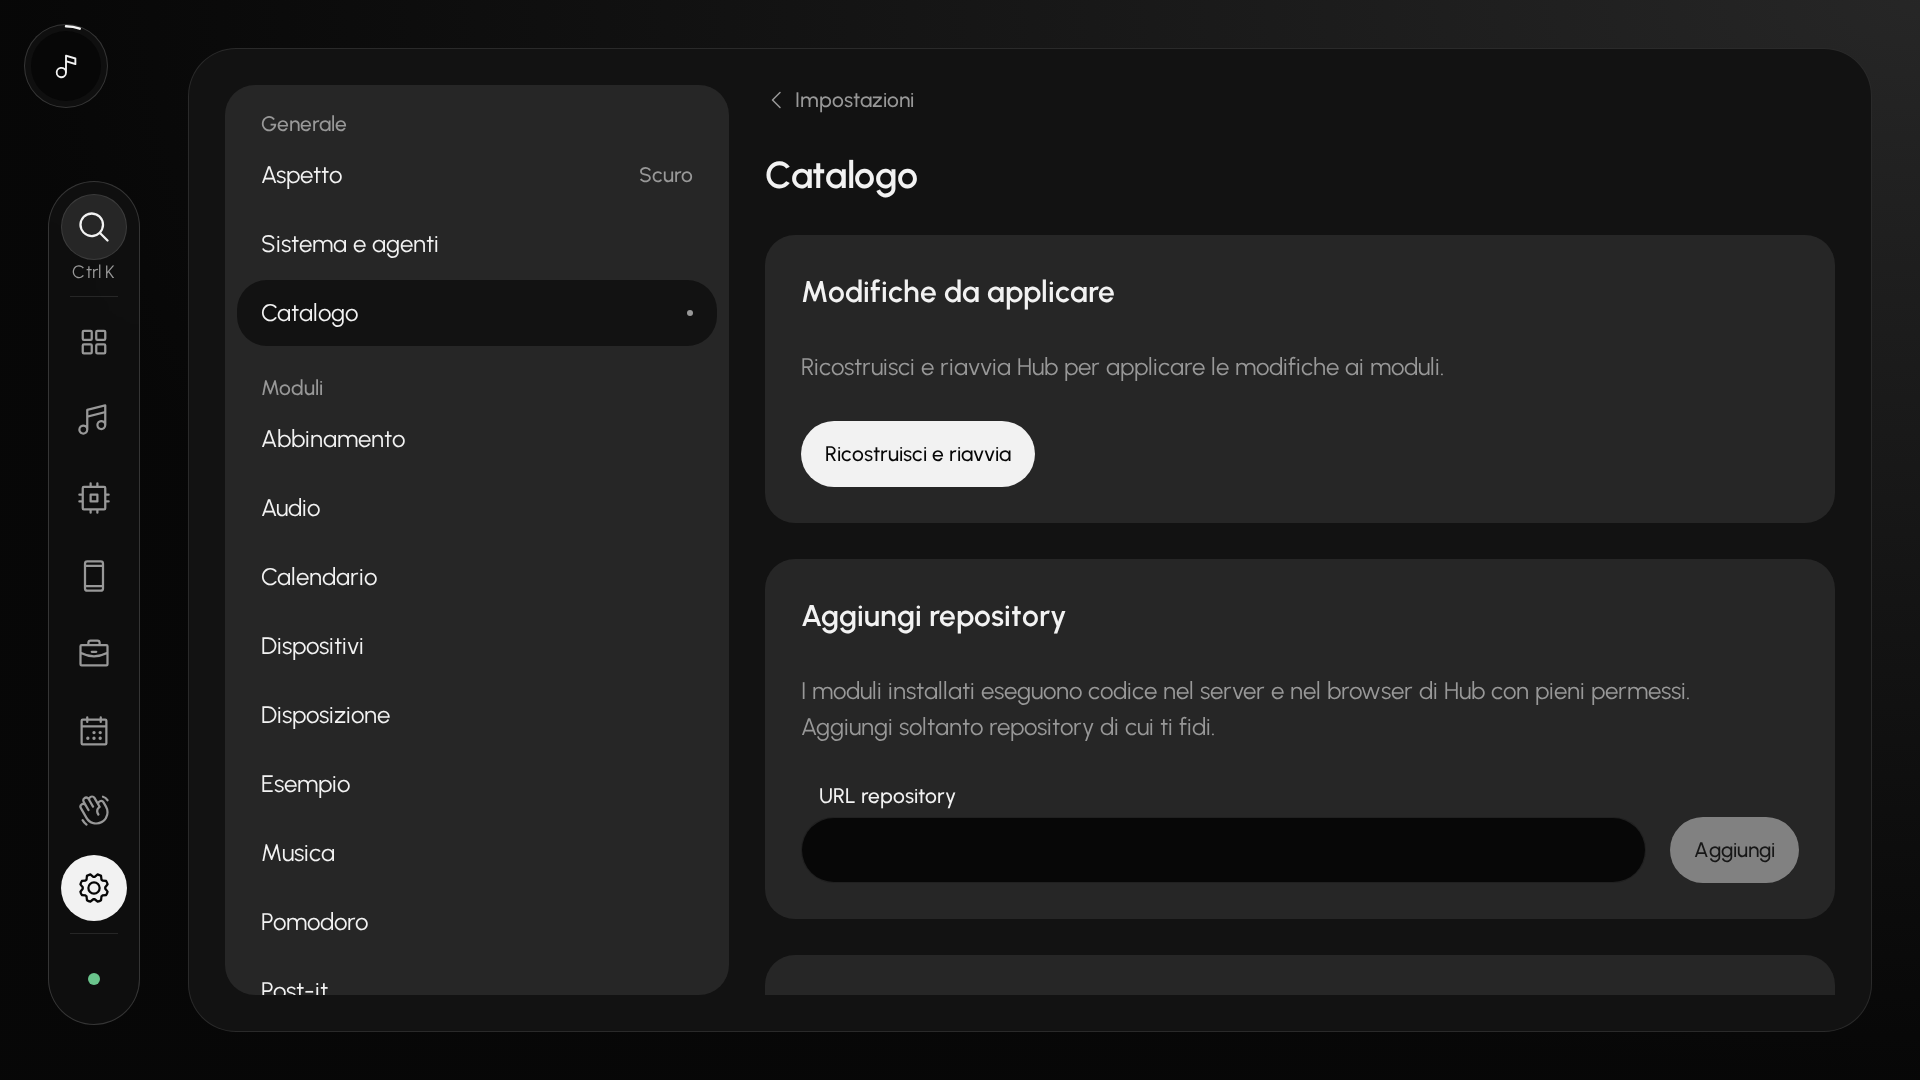 Ctrl K
Generale
Aspetto Scuro
Sistema e agenti
Catalogo
Moduli
Abbinamento
Audio
Calendario
Dispositivi
Disposizione
Esempio
Musica
Pomodoro
Post-it
Impostazioni
Catalogo
Modifiche da applicare
Ricostruisci e riavvia Hub per applicare le modifiche ai moduli.
Ricostruisci e riavvia
Aggiungi repository
I moduli installati eseguono codice nel server e nel browser di Hub con pieni permessi.
Aggiungi soltanto repository di cui ti fidi.
URL repository
Aggiungi